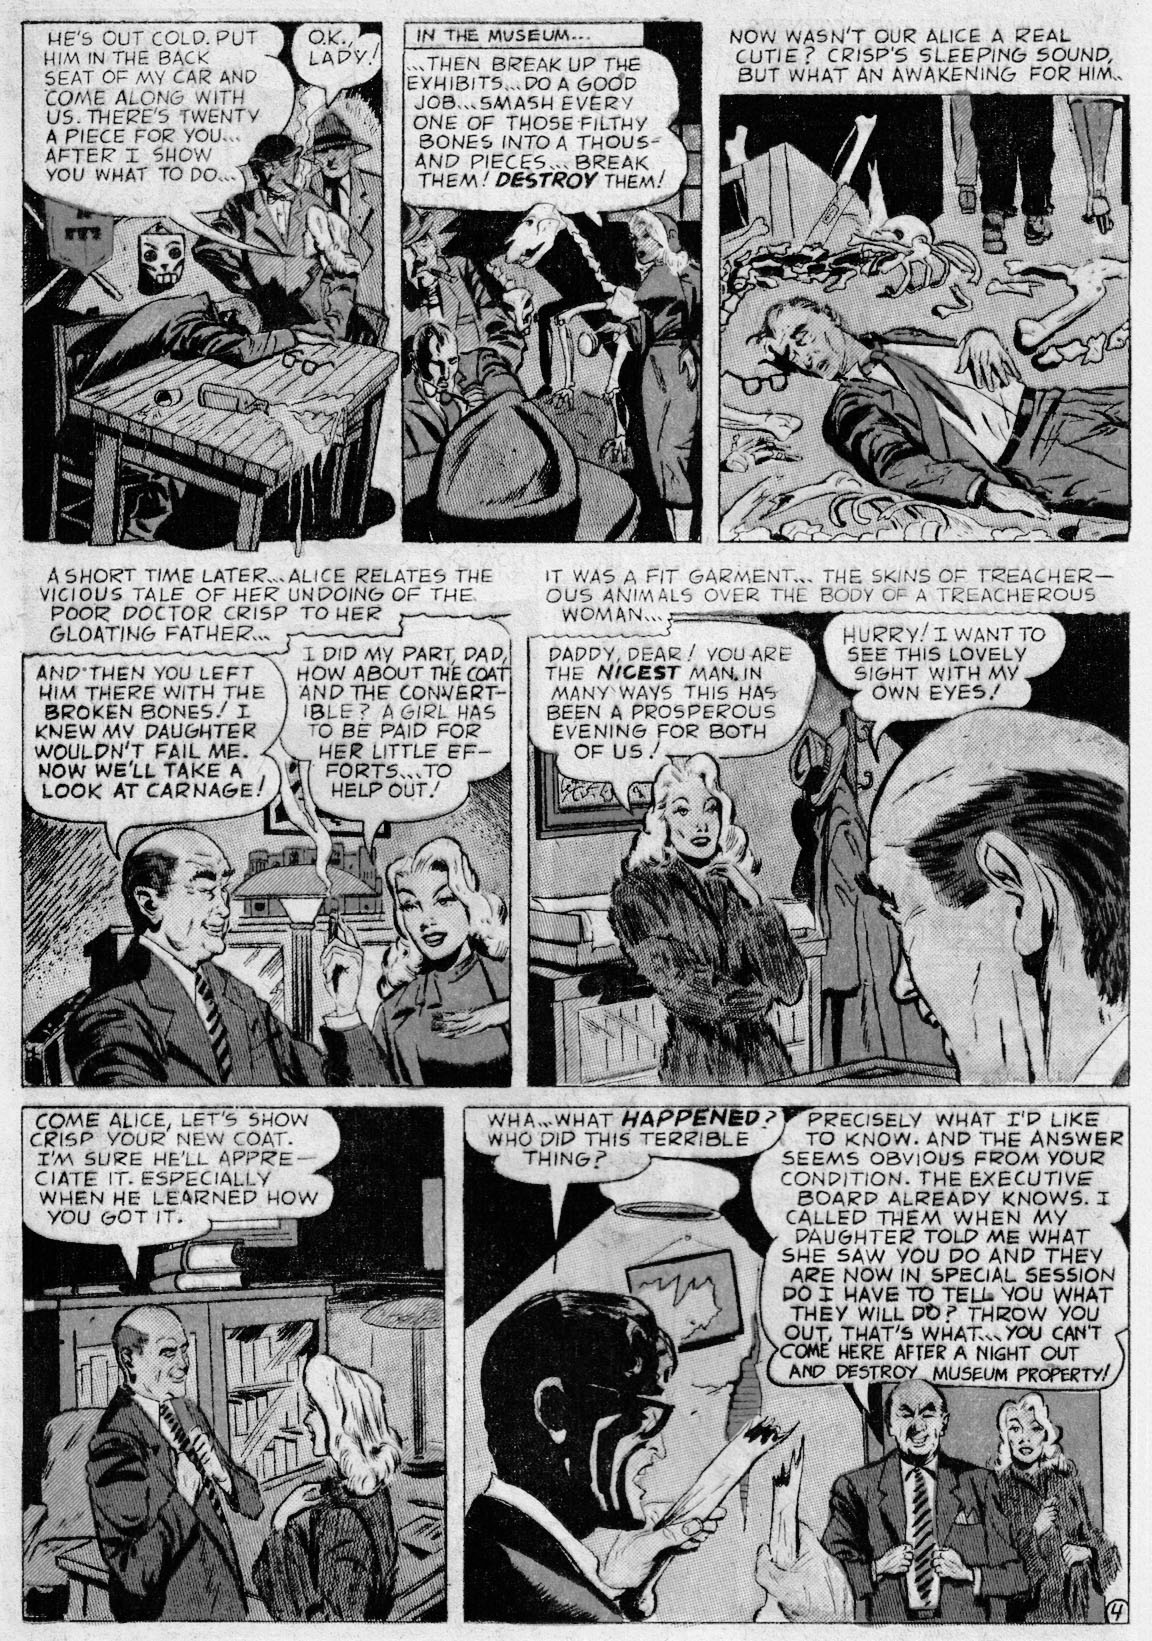 HE'S OUT COLD. PUT
HIM IN THE BACK
SEAT OF MY CAR AND
COME ALONG WITH
US. THERE'S TWENTY
A PIECE FOR YOU...
AFTER I SHOW
YOU WHAT TO DO...
O.K.,
LADY!
IN THE MUSEUM...
...THEN BREAK UP THE
EXHIBITS... DO A GOOD
JOB... SMASH EVERY
ONE OF THOSE FILTHY
BONES INTO A THOUS-
AND PIECES... BREAK
THEM! DESTROY THEM!
NOW WASN'T OUR ALICE A REAL
CUTIE? CRISP'S SLEEPING SOUND,
BUT WHAT AN AWAKENING FOR HIM..
A SHORT TIME LATER... ALICE RELATES THE
VICIOUS TALE OF HER UNDOING OF THE
POOR DOCTOR CRISP TO HER
GLOATING FATHER...
AND THEN YOU LEFT
HIM THERE WITH THE
BROKEN BONES! I
KNEW MY DAUGHTER
WOULDN'T FAIL ME.
NOW WE'LL TAKE A
LOOK AT CARNAGE!
I DID MY PART, DAD,
HOW ABOUT THE COAT
AND THE CONVERT-
IBLE? A GIRL HAS
TO BE PAID FOR
HER LITTLE EF-
FORTS... TO
HELP OUT!
IT WAS A FIT GARMENT... THE SKINS OF TREACHER-
OUS ANIMALS OVER THE BODY OF A TREACHEROUS
WOMAN...
DADDY, DEAR! YOU ARE
THE NICEST MAN. IN
MANY WAYS THIS HAS
BEEN A PROSPEROUS
EVENING FOR BOTH
OF US!
HURRY! I WANT TO
SEE THIS LOVELY
SIGHT WITH MY
OWN EYES!
COME ALICE, LET'S SHOW
CRISP YOUR NEW COAT.
I'M SURE HE'LL APPRE-
CIATE IT. ESPECIALLY
WHEN HE LEARNED HOW
YOU GOT IT.
WHA...WHAT HAPPENED?
WHO DID THIS TERRIBLE
THING?
PRECISELY WHAT I'D LIKE
TO KNOW. AND THE ANSWER
SEEMS OBVIOUS FROM YOUR
CONDITION. THE EXECUTIVE
BOARD ALREADY KNOWS. I
CALLED THEM WHEN MY
DAUGHTER TOLD ME WHAT
SHE SAW YOU DO AND THEY
ARE NOW IN SPECIAL SESSION
DO I HAVE TO TELL YOU WHAT
THEY WILL DO? THROW YOU
OUT, THAT'S WHAT... YOU CAN'T
COME HERE AFTER A NIGHT OUT
AND DESTROY MUSEUM PROPERTY!
4